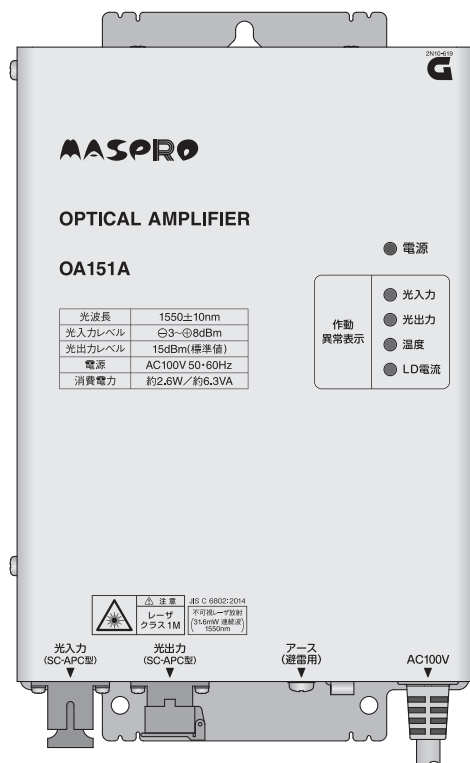 2N10-619
G
MASPRO
OPTICAL AMPLIFIER
OA151A
光波長 1550±10nm
光入力レベル ⊖3~⊕8dBm
光出力レベル 15dBm(標準値)
電源 AC100V 50・60Hz
消費電力 約2.6W/約6.3VA
電源
作動
異常表示
光入力
光出力
温度
LD電流
⚠ 注意
レーザ
クラス1M
JIS C 6802:2014
不可視レーザ放射
(31.6mW 連続波)
1550nm
光入力
(SC-APC型)
光出力
(SC-APC型)
アース
(避雷用)
AC100V